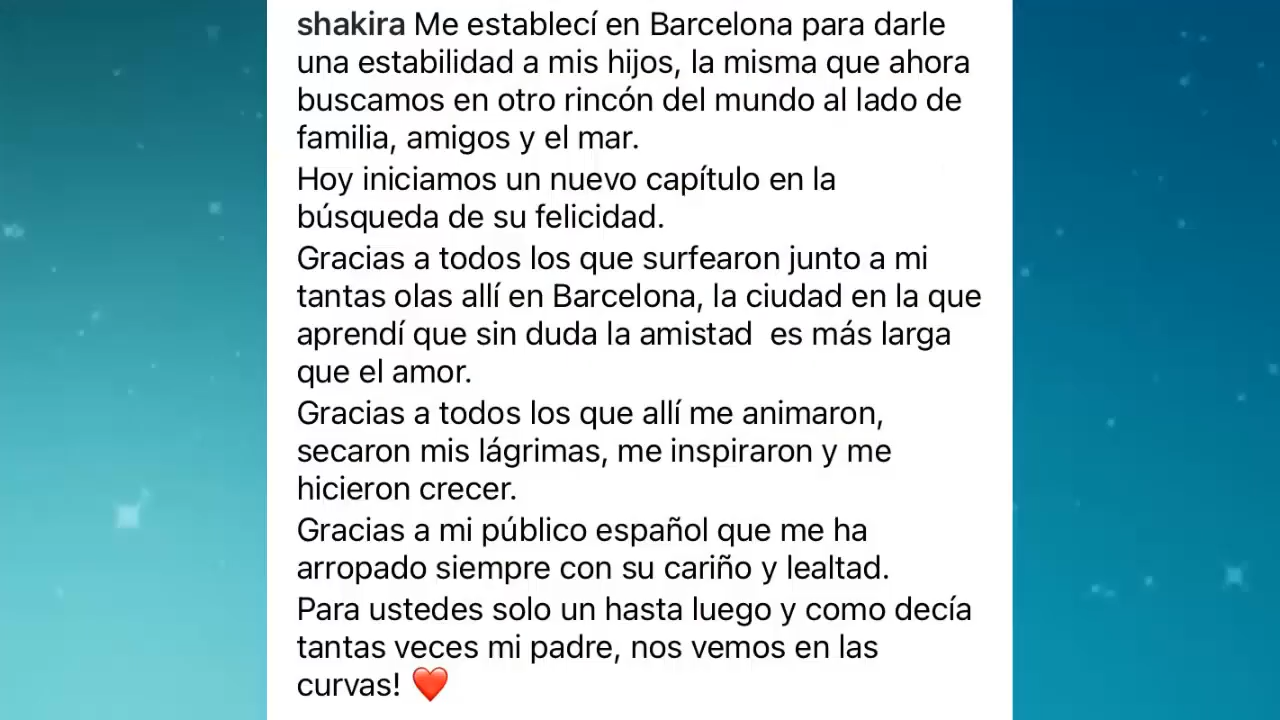 shakira Me establecí en Barcelona para darle
una estabilidad a mis hijos, la misma que ahora
buscamos en otro rincón del mundo al lado de
familia, amigos y el mar.
Hoy iniciamos un nuevo capítulo en la
búsqueda de su felicidad.
Gracias a todos los que surfearon junto a mi
tantas olas allí en Barcelona, la ciudad en la que
aprendí que sin duda la amistad  es más larga
que el amor.
Gracias a todos los que allí me animaron,
secaron mis lágrimas, me inspiraron y me
hicieron crecer.
Gracias a mi público español que me ha
arropado siempre con su cariño y lealtad.
Para ustedes solo un hasta luego y como decía
tantas veces mi padre, nos vemos en las
curvas! ❤️